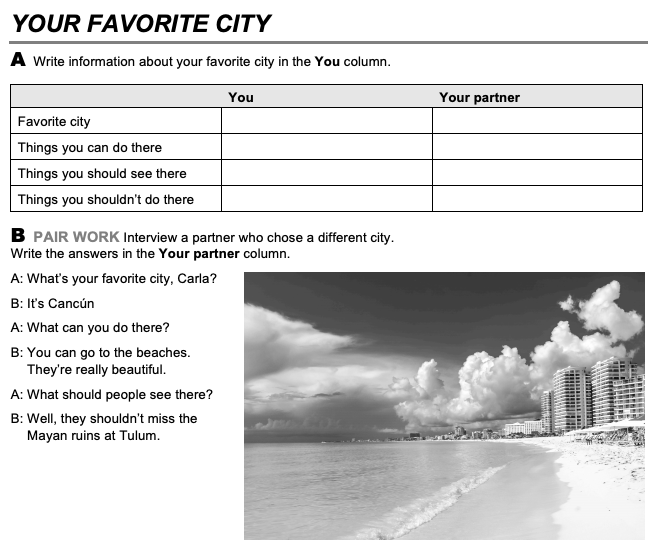 YOUR FAVORITE CITY
A Write information about your favorite city in the You column.
You Your partner
Favorite city
Things you can do there
Things you should see there
Things you shouldn’t do there
B PAIR WORK Interview a partner who chose a different city.
Write the answers in the Your partner column.
A: What’s your favorite city, Carla?
B: It’s Cancún
A: What can you do there?
B: You can go to the beaches.
They’re really beautiful.
A: What should people see there?
B: Well, they shouldn’t miss the
Mayan ruins at Tulum.